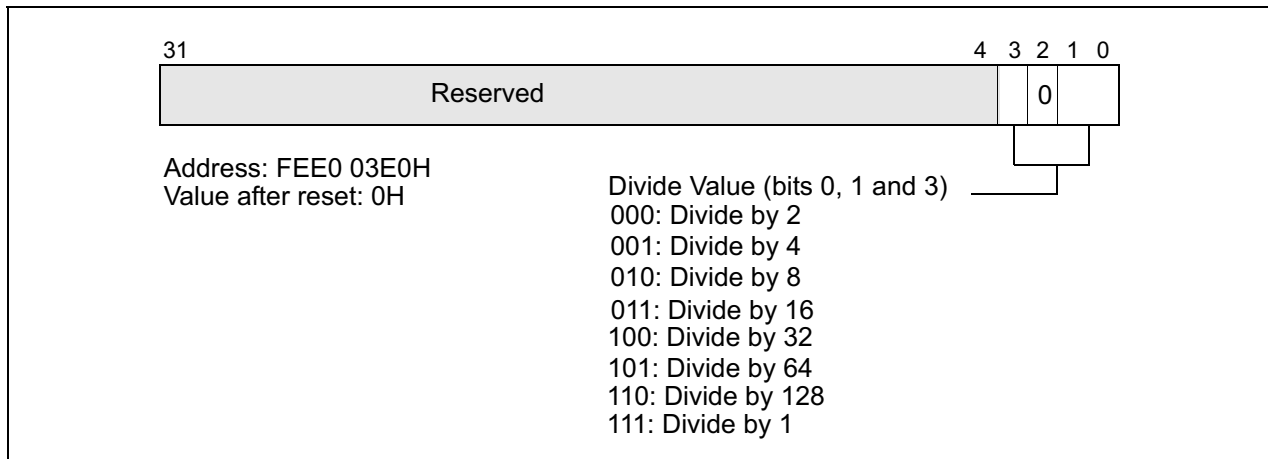 31 4 3 2 1 0
Reserved 0
Address: FEE0 03E0H
Value after reset: 0H
Divide Value (bits 0, 1 and 3)
000: Divide by 2
001: Divide by 4
010: Divide by 8
011: Divide by 16
100: Divide by 32
101: Divide by 64
110: Divide by 128
111: Divide by 1